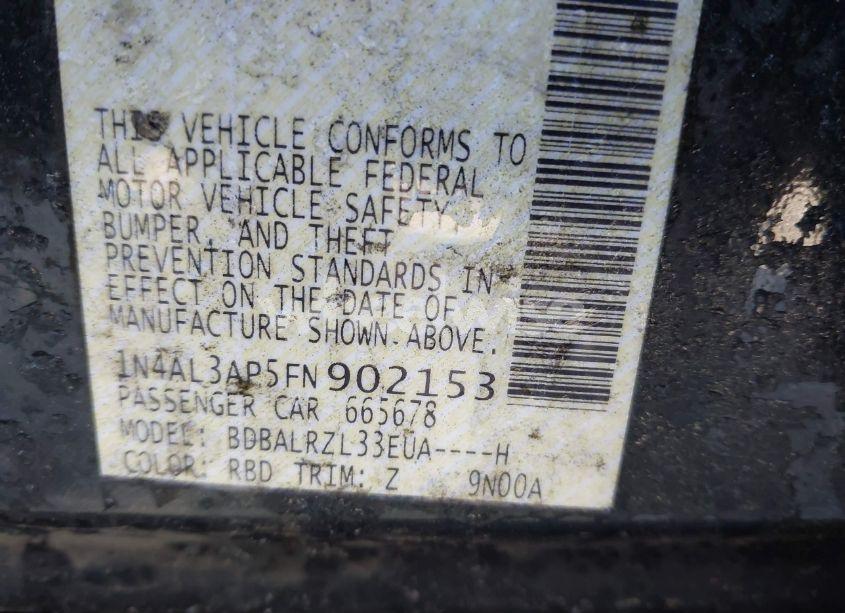 THIS VEHICLE CONFORMS TO
ALL APPLICABLE FEDERAL
MOTOR VEHICLE SAFETY,
BUMPER, AND THEFT
PREVENTION STANDARDS IN
EFFECT ON THE DATE OF
MANUFACTURE SHOWN ABOVE.
1N4AL3AP5FN902153
PASSENGER CAR 665678
MODEL: BDBALRZL33EUA----H
COLOR: RBD TRIM: Z 9N00A